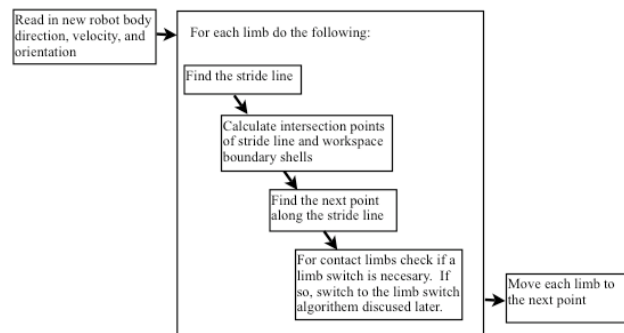 Read in new robot body
direction, velocity, and
orientation
For each limb do the following:
Find the stride line
Calculate intersection points
of stride line and workspace
boundary shells
Find the next point
along the stride line
For contact limbs check if a
limb switch is necesary. If
so, switch to the limb switch
algorithem discused later.
Move each limb to
the next point